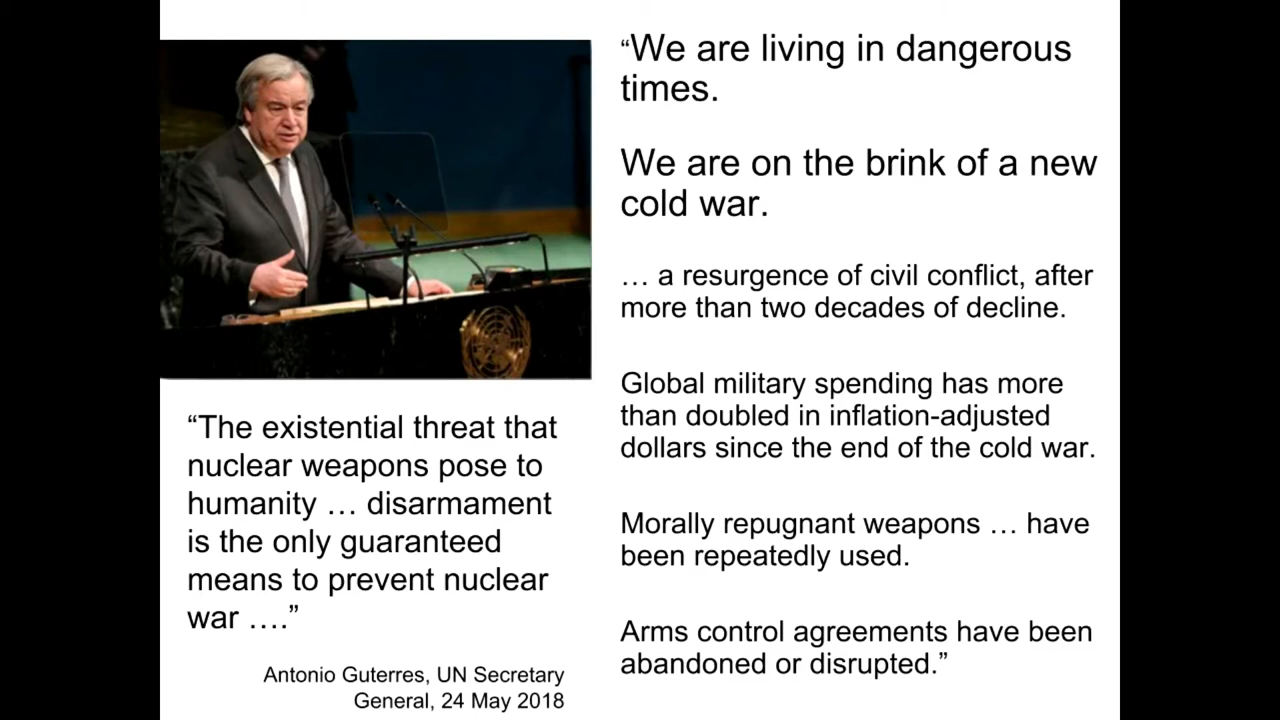 “We are living in dangerous
times.
We are on the brink of a new
cold war.
… a resurgence of civil conflict, after
more than two decades of decline.
Global military spending has more
than doubled in inflation-adjusted
dollars since the end of the cold war.
Morally repugnant weapons … have
been repeatedly used.
Arms control agreements have been
abandoned or disrupted.”
“The existential threat that
nuclear weapons pose to
humanity … disarmament
is the only guaranteed
means to prevent nuclear
war ….”
Antonio Guterres, UN Secretary
General, 24 May 2018